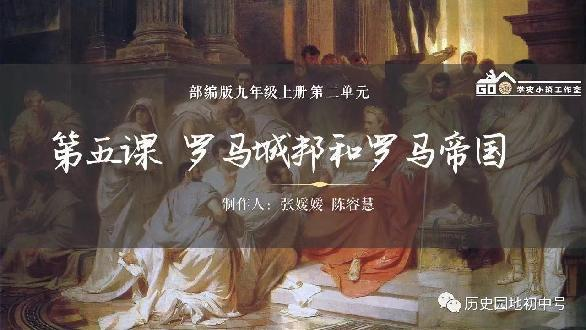 部编版九年级上册第二单元
GO
学史小筑工作室
第五课 罗马城邦和罗马帝国
制作人：张媛媛 陈容慧
历史园地初中号